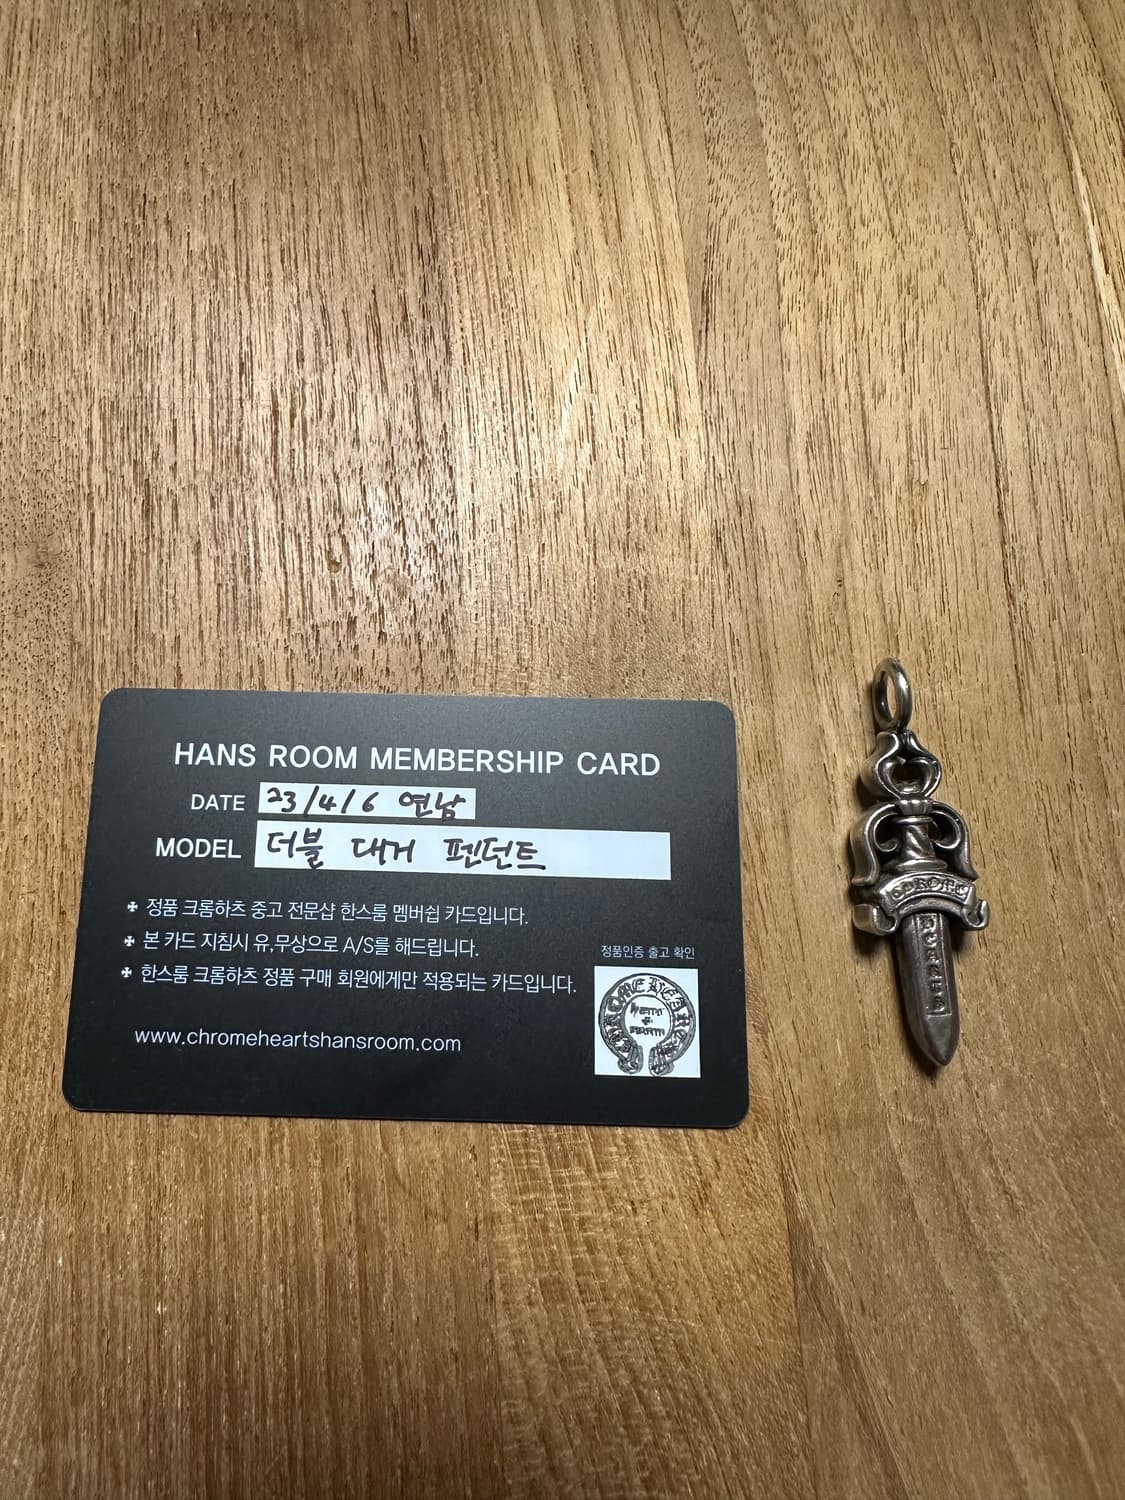 HANS ROOM MEMBERSHIP CARD
DATE 23/4/6 연남
MODEL 더블 대거 펜던트
정품 크롬하츠 중고 전문샵 한스룸 멤버쉽 카드입니다.
본 카드 지침시 유,무상으로 A/S를 해드립니다.
한스룸 크롬하츠 정품 구매 회원에게만 적용되는 카드입니다.
정품인증 출고 확인
CHROME HEARTS
www.chromeheartshansroom.com
CHROME
HEARTS